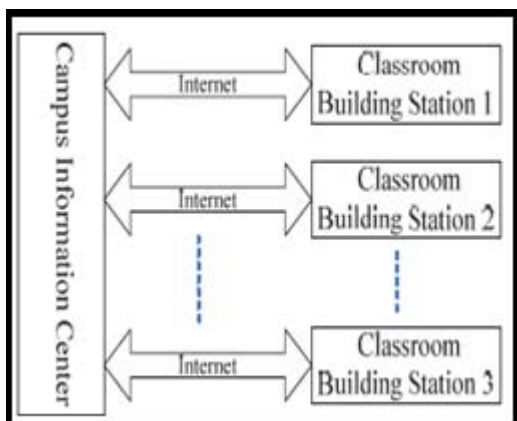 Campus Information Center
Internet
Classroom
Building Station 1
Internet
Classroom
Building Station 2
Internet
Classroom
Building Station 3